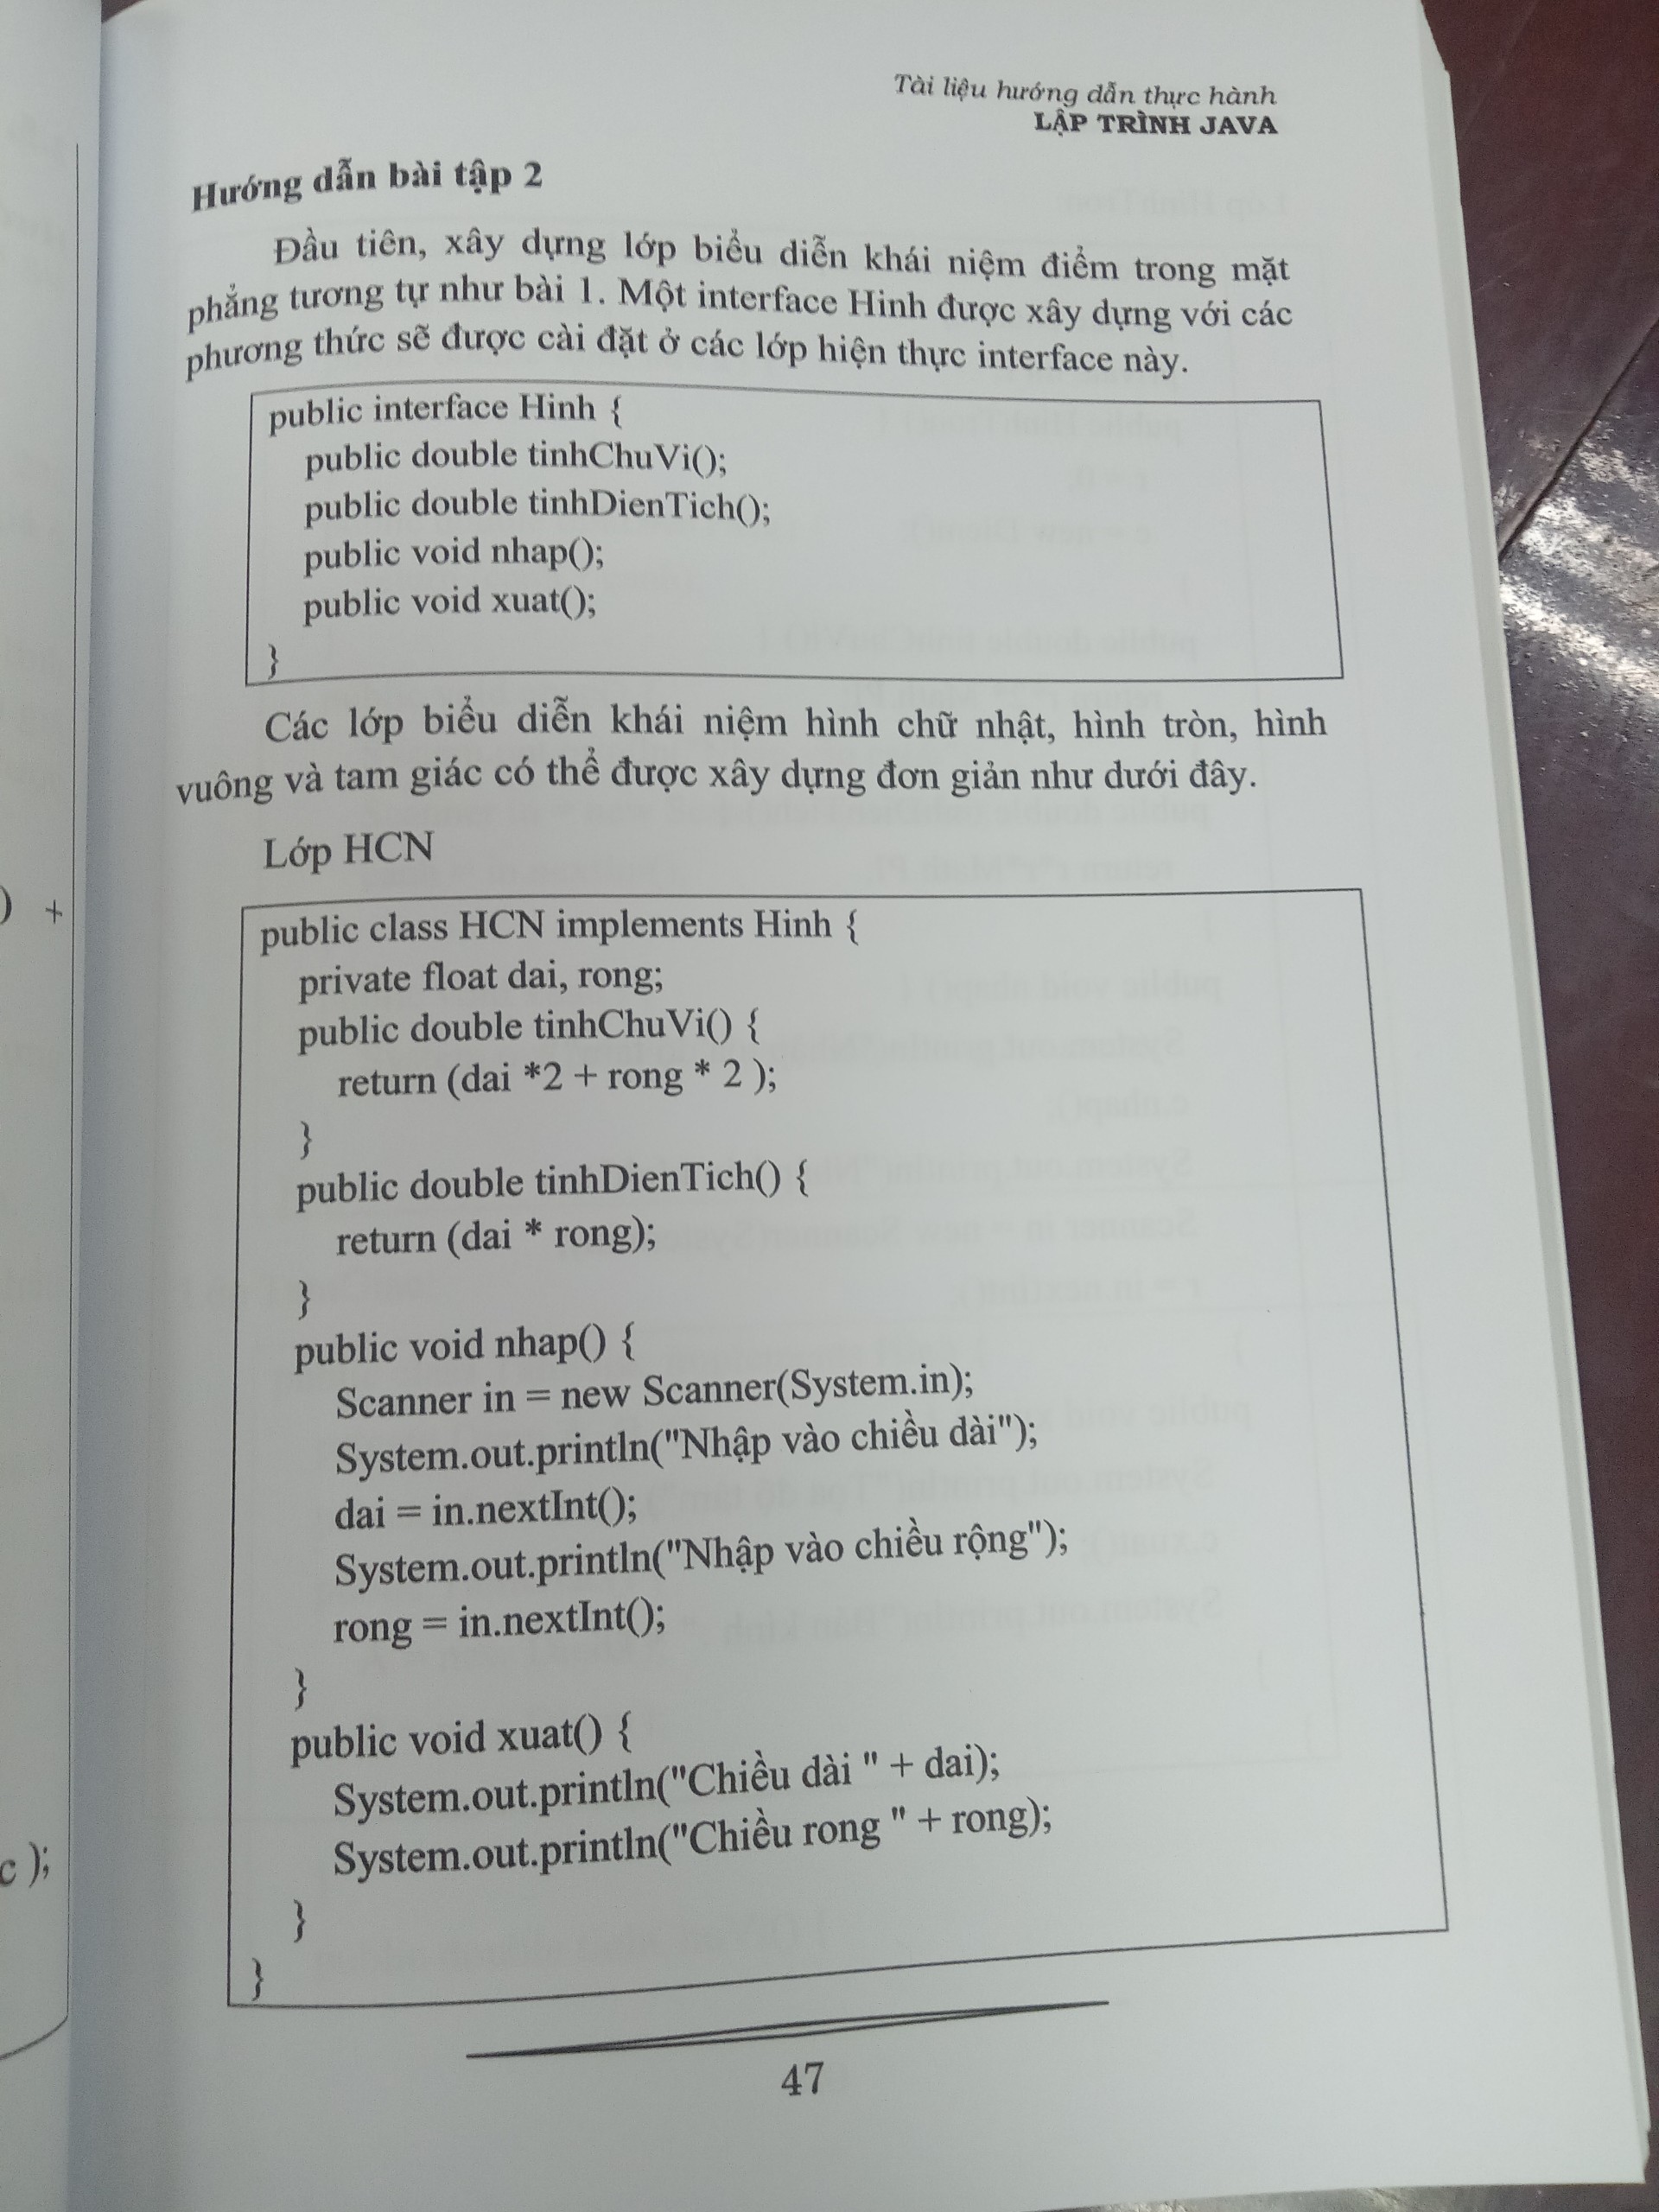 Tài liệu hướng dẫn thực hành
LẬP TRÌNH JAVA
Hướng dẫn bài tập 2
Đầu tiên, xây dựng lớp biểu diễn khái niệm điểm trong mặt
phẳng tương tự như bài 1. Một interface Hinh được xây dựng với các
phương thức sẽ được cài đặt ở các lớp hiện thực interface này.
public interface Hinh {
public double tinhChuVi();
public double tinhDienTich();
public void nhap();
public void xuat();
}
Các lớp biểu diễn khái niệm hình chữ nhật, hình tròn, hình
vuông và tam giác có thể được xây dựng đơn giản như dưới đây.
Lớp HCN
) +
public class HCN implements Hinh {
private float dai, rong;
public double tinhChuVi() {
return (dai *2 + rong * 2 );
}
public double tinhDienTich() {
return (dai * rong);
}
public void nhap() {
Scanner in = new Scanner(System.in);
System.out.println("Nhập vào chiều dài");
dai = in.nextInt();
System.out.println("Nhập vào chiều rộng");
rong = in.nextInt();
}
public void xuat() {
System.out.println("Chiều dài " + dai);
System.out.println("Chiều rong " + rong);
c );
}
}
47